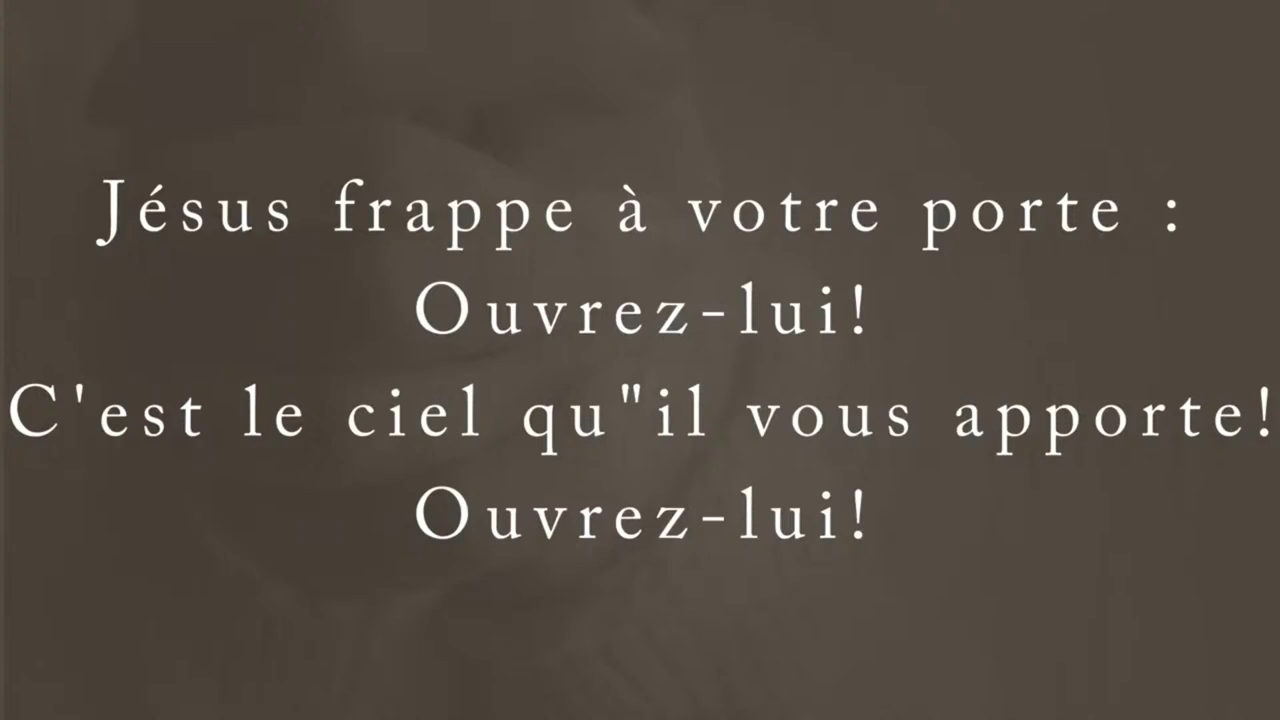 Jésus frappe à votre porte :
Ouvrez-lui!
C'est le ciel qu"il vous apporte!
Ouvrez-lui!